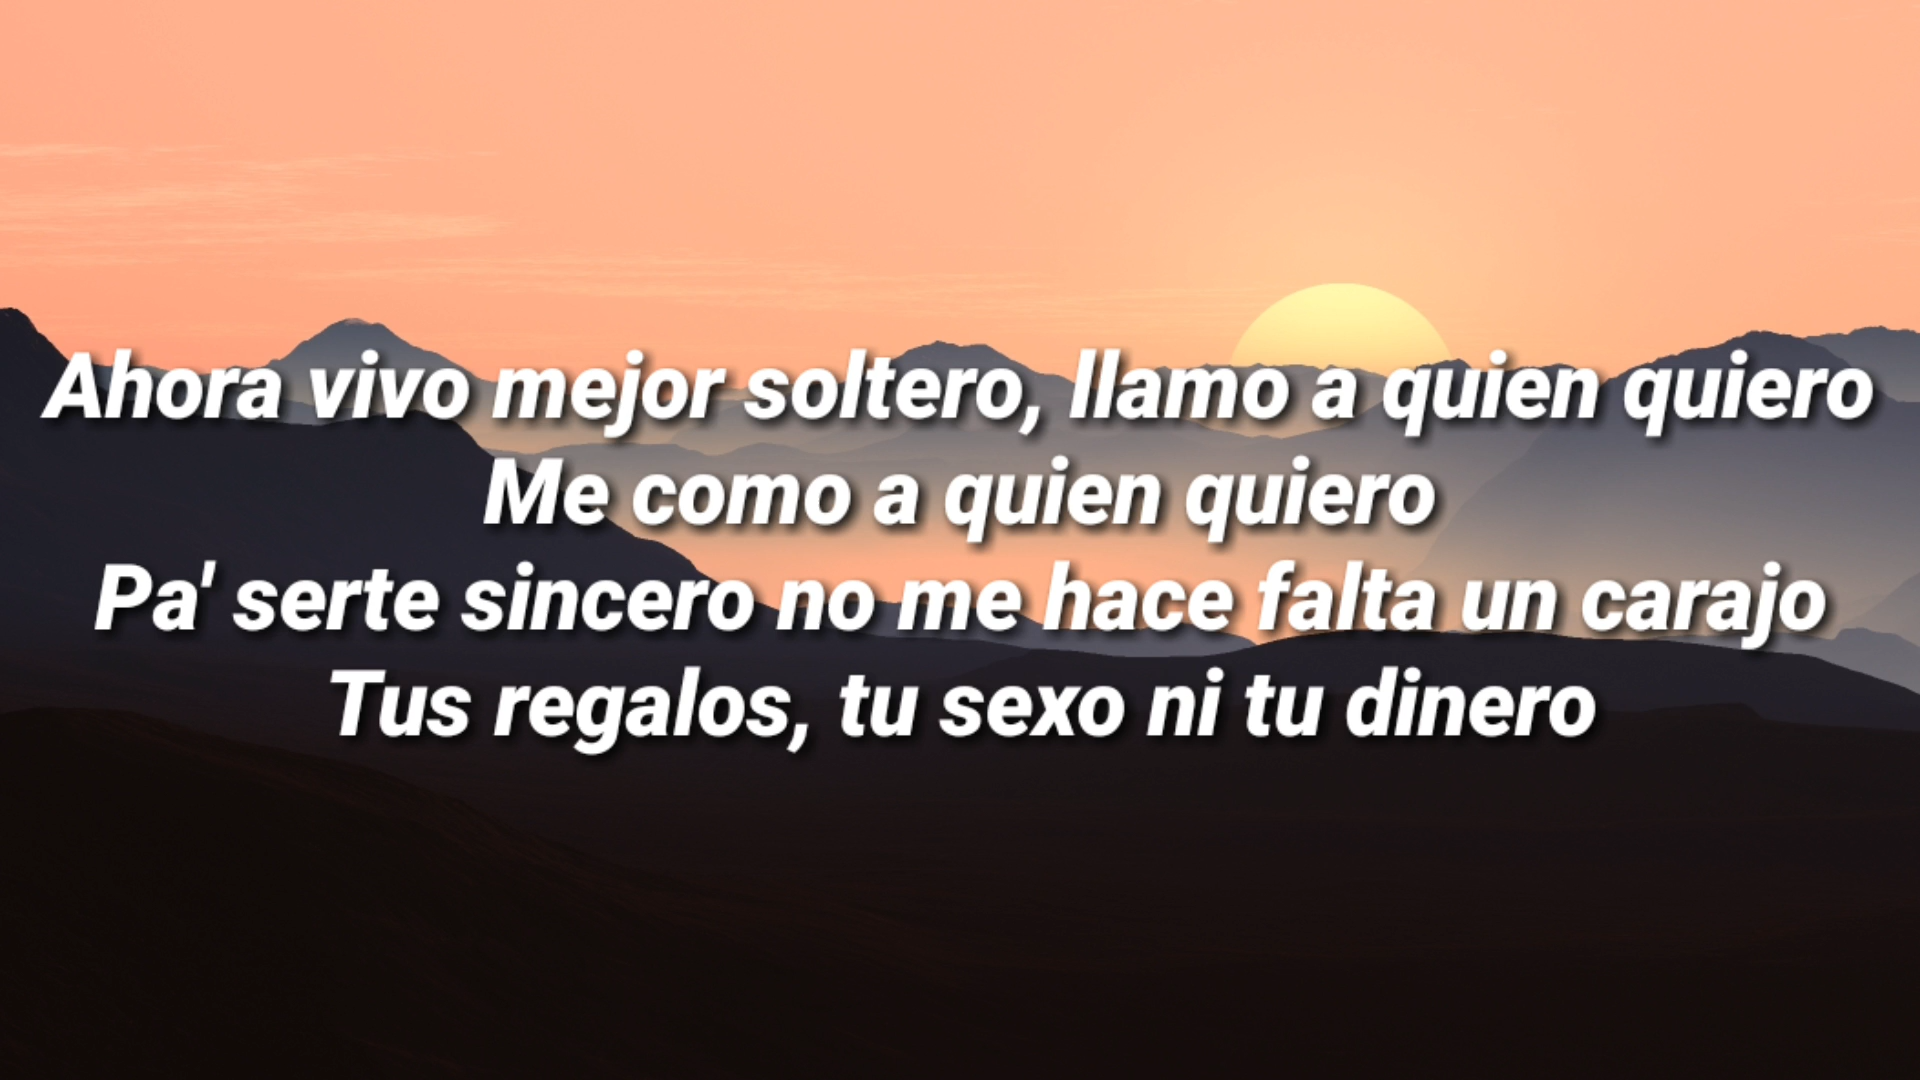 Ahora vivo mejor soltero, llamo a quien quiero
Me como a quien quiero
Pa' serte sincero no me hace falta un carajo
Tus regalos, tu sexo ni tu dinero